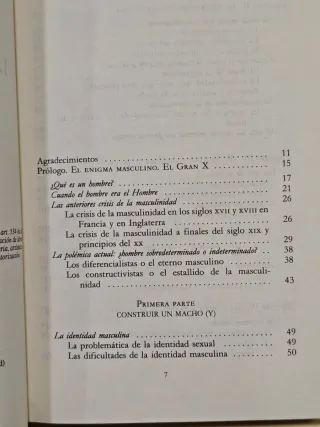 Agradecimientos 11
Prólogo. EL ENIGMA MASCULINO. EL GRAN X 15
¿Qué es un hombre? 17
Cuando el hombre era el Hombre 21
Las anteriores crisis de la masculinidad 26
La crisis de la masculinidad en los siglos XVII y XVIII en
Francia y en Inglaterra 26
La crisis de la masculinidad a finales del siglo XIX y
principios del XX 29
La polémica actual: ¿hombre sobredeterminado o indeterminado? 38
Los diferencialistas o el eterno masculino 38
Los constructivistas o el estallido de la masculi-
nidad 43
PRIMERA PARTE
CONSTRUIR UN MACHO (Y)
La identidad masculina 49
La problemática de la identidad sexual 49
Las dificultades de la identidad masculina 50
7
art. 534